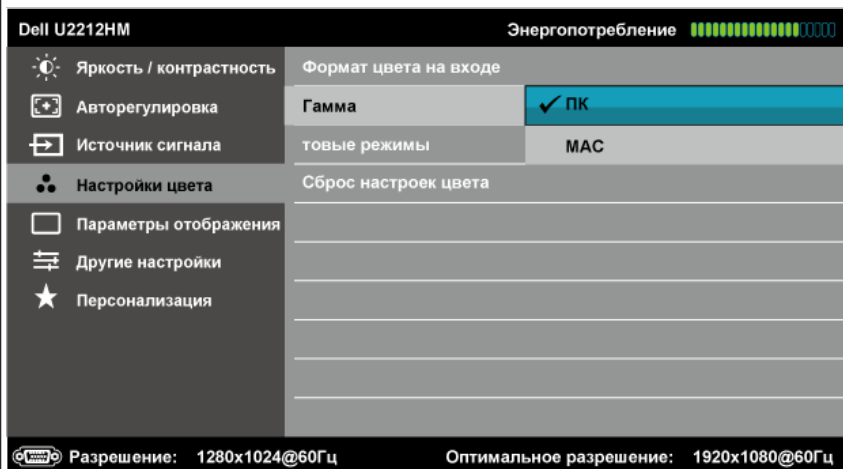 Dell U2212HM
Энергопотребление
Яркость / контрастность
Формат цвета на входе
Авторегулировка
Гамма
ПК
Источник сигнала
товые режимы
MAC
Настройки цвета
Сброс настроек цвета
Параметры отображения
Другие настройки
Персонализация
Разрешение: 1280x1024@60Гц
Оптимальное разрешение: 1920x1080@60Гц